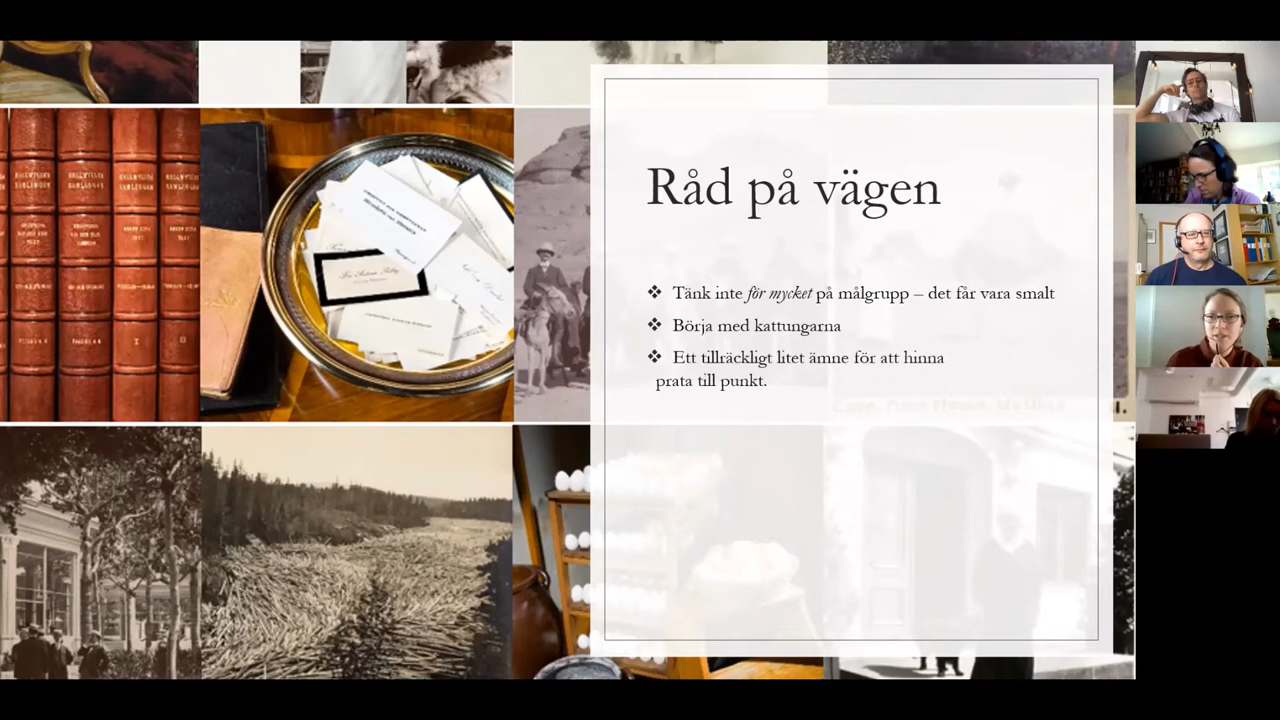 Råd på vägen
❖ Tänk inte för mycket på målgrupp – det får vara smalt
❖ Börja med kattungarna
❖ Ett tillräckligt litet ämne för att hinna
prata till punkt.